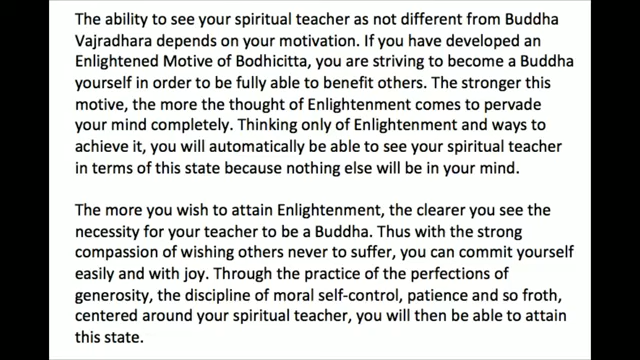 The ability to see your spiritual teacher as not different from Buddha
Vajradhara depends on your motivation. If you have developed an
Enlightened Motive of Bodhicitta, you are striving to become a Buddha
yourself in order to be fully able to benefit others. The stronger this
motive, the more the thought of Enlightenment comes to pervade
your mind completely. Thinking only of Enlightenment and ways to
achieve it, you will automatically be able to see your spiritual teacher
in terms of this state because nothing else will be in your mind.

The more you wish to attain Enlightenment, the clearer you see the
necessity for your teacher to be a Buddha. Thus with the strong
compassion of wishing others never to suffer, you can commit yourself
easily and with joy. Through the practice of the perfections of
generosity, the discipline of moral self-control, patience and so froth,
centered around your spiritual teacher, you will then be able to attain
this state.